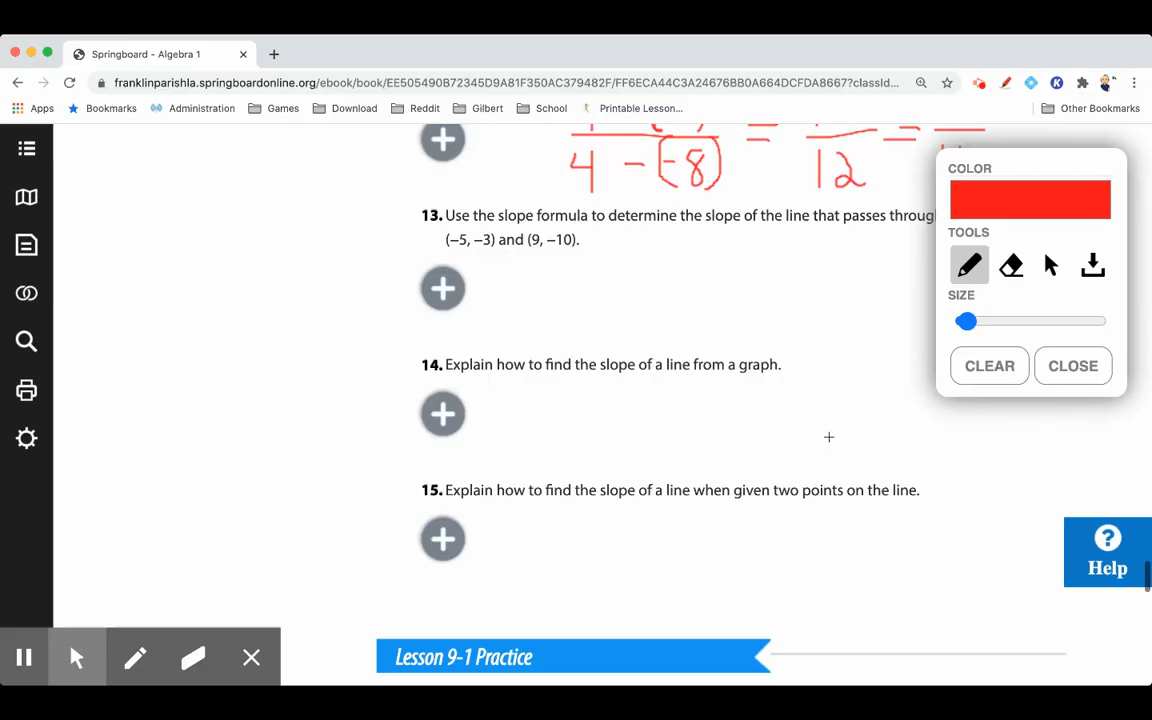 Springboard - Algebra 1
franklinparishla.springboardonline.org/ebook/book/EE505490B72345D9A81F350AC379482F/FF6ECA44C3A24676BB0A664DCFDA8667?classId...
Apps Bookmarks Administration Games Download Reddit Gilbert School Printable Lesson... Other Bookmarks
4 - (-8) = 12 =
COLOR
13. Use the slope formula to determine the slope of the line that passes throug
(−5, −3) and (9, −10).
TOOLS
SIZE
14. Explain how to find the slope of a line from a graph.
CLEAR CLOSE
15. Explain how to find the slope of a line when given two points on the line.
? Help
Lesson 9-1 Practice